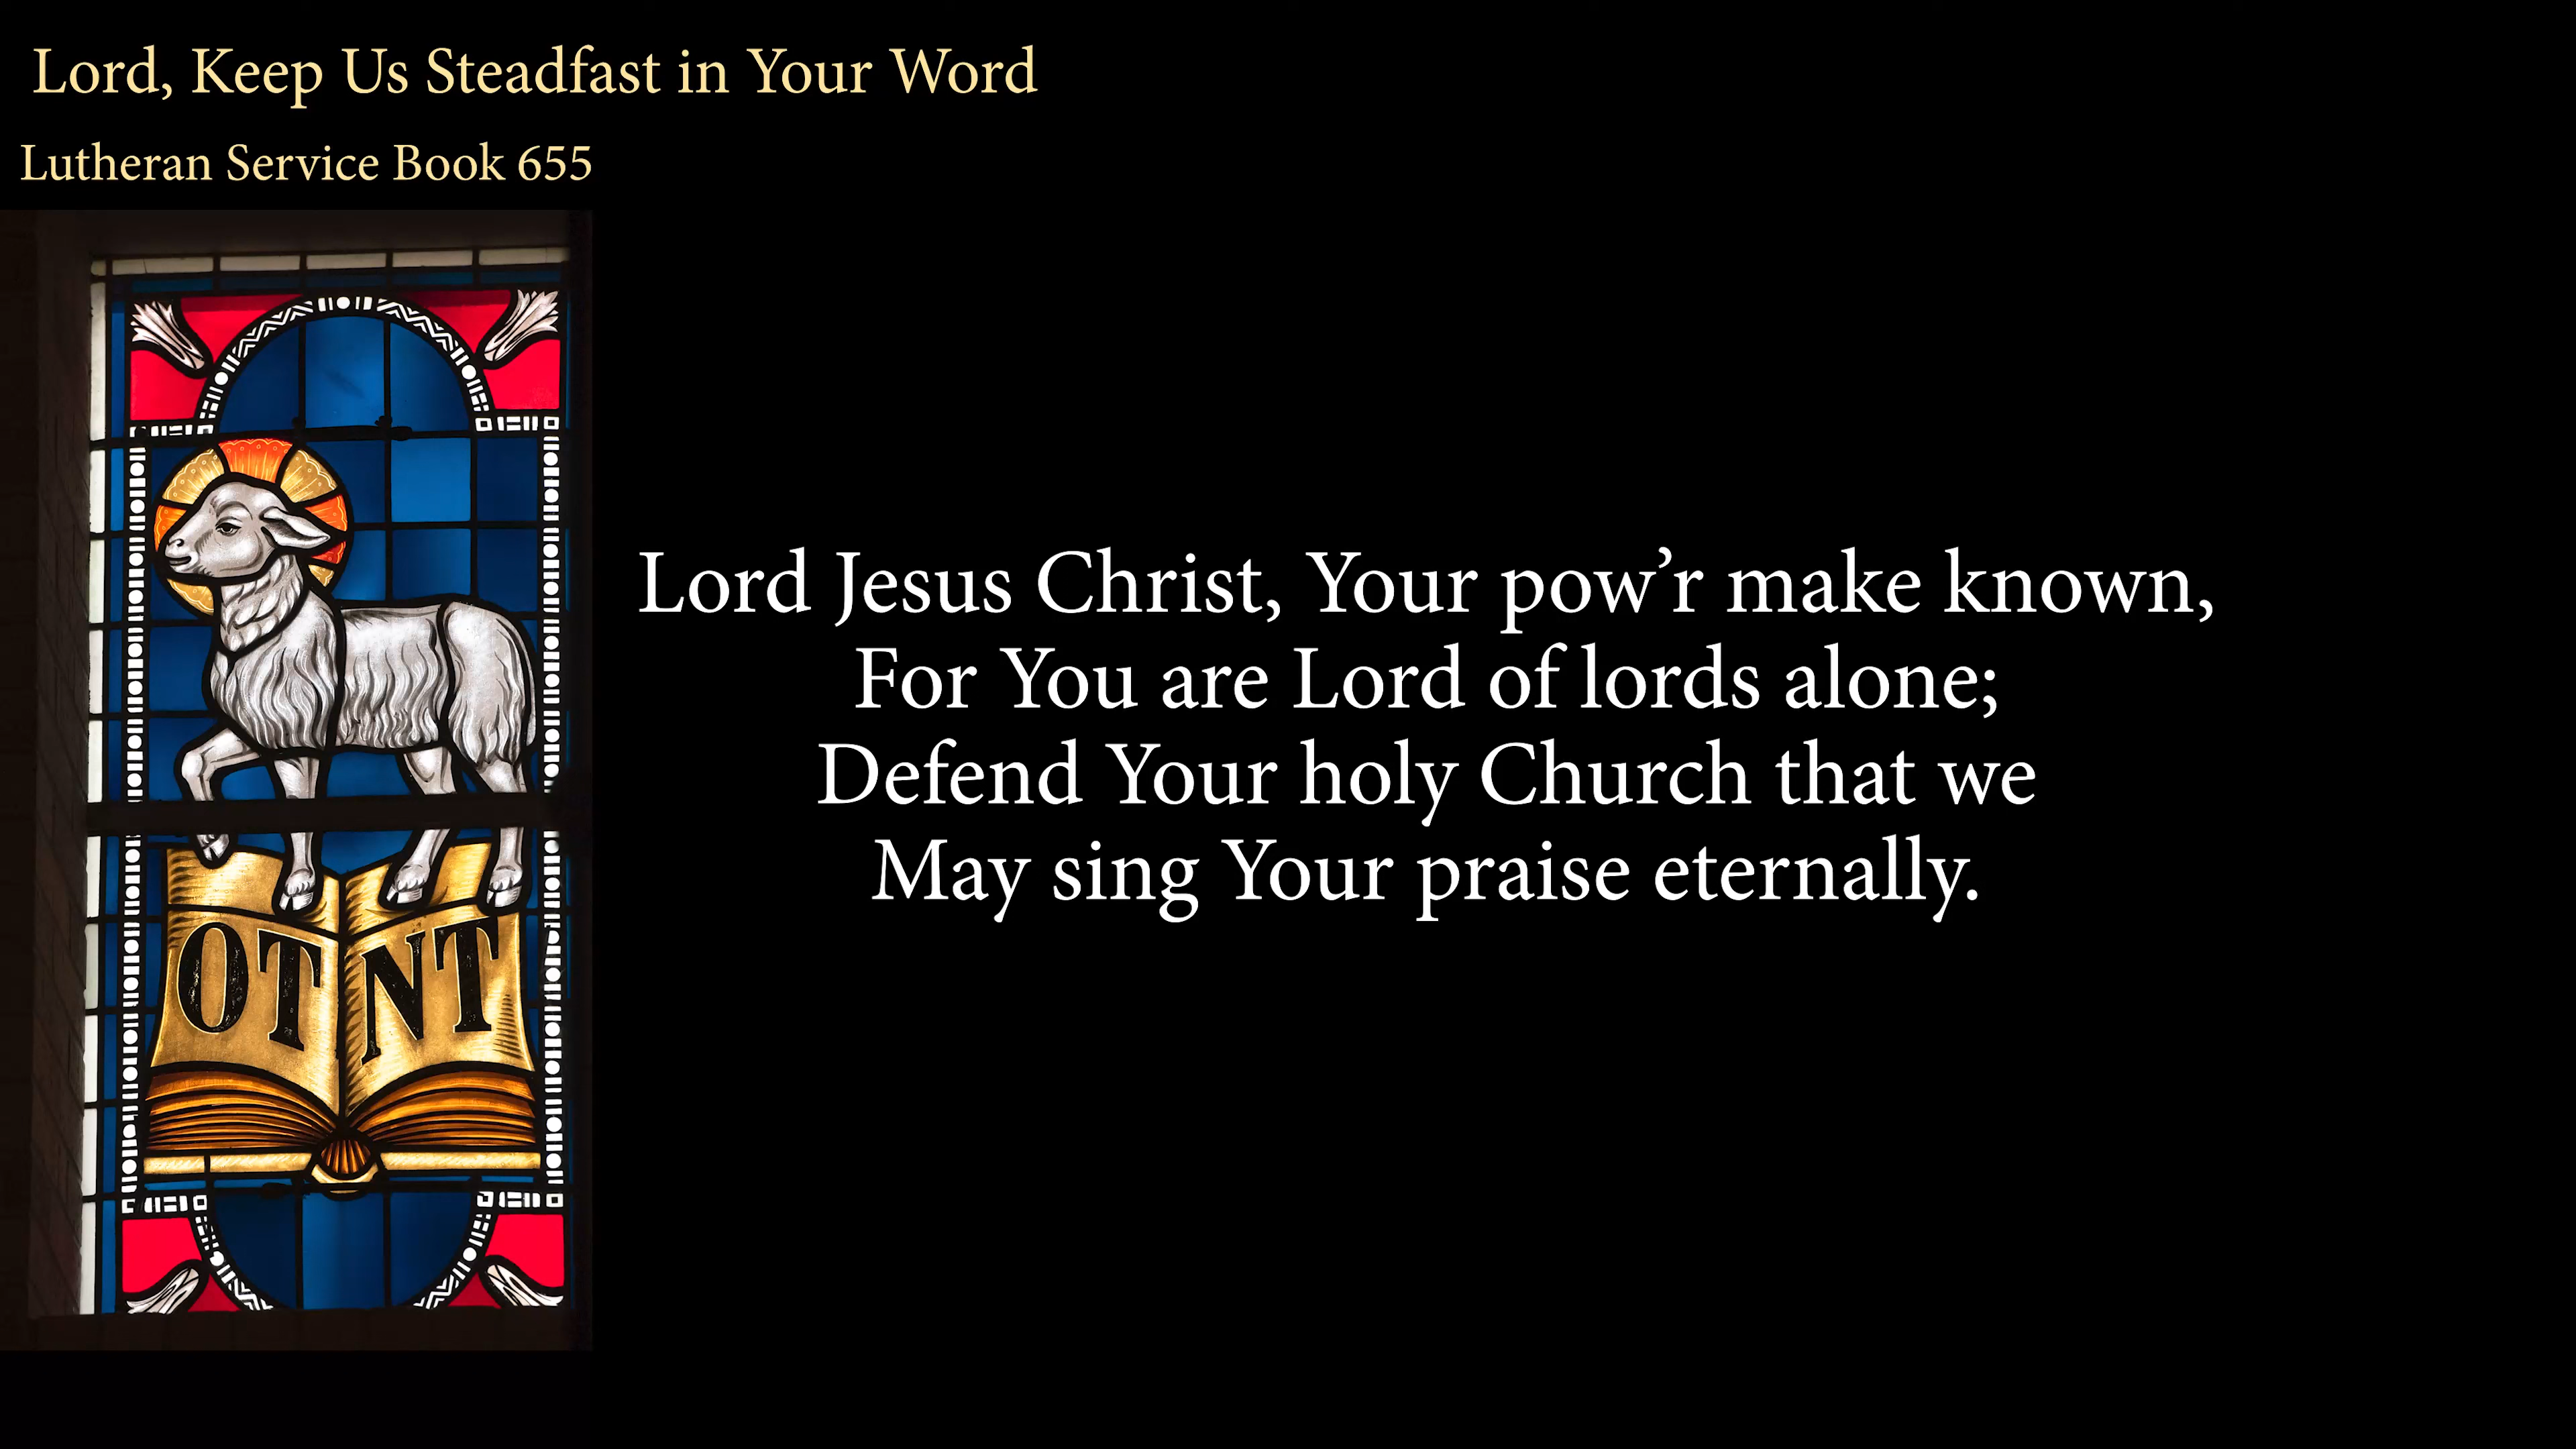 Lord, Keep Us Steadfast in Your Word
Lutheran Service Book 655
Lord Jesus Christ, Your pow’r make known,
For You are Lord of lords alone;
Defend Your holy Church that we
May sing Your praise eternally.
OT NT